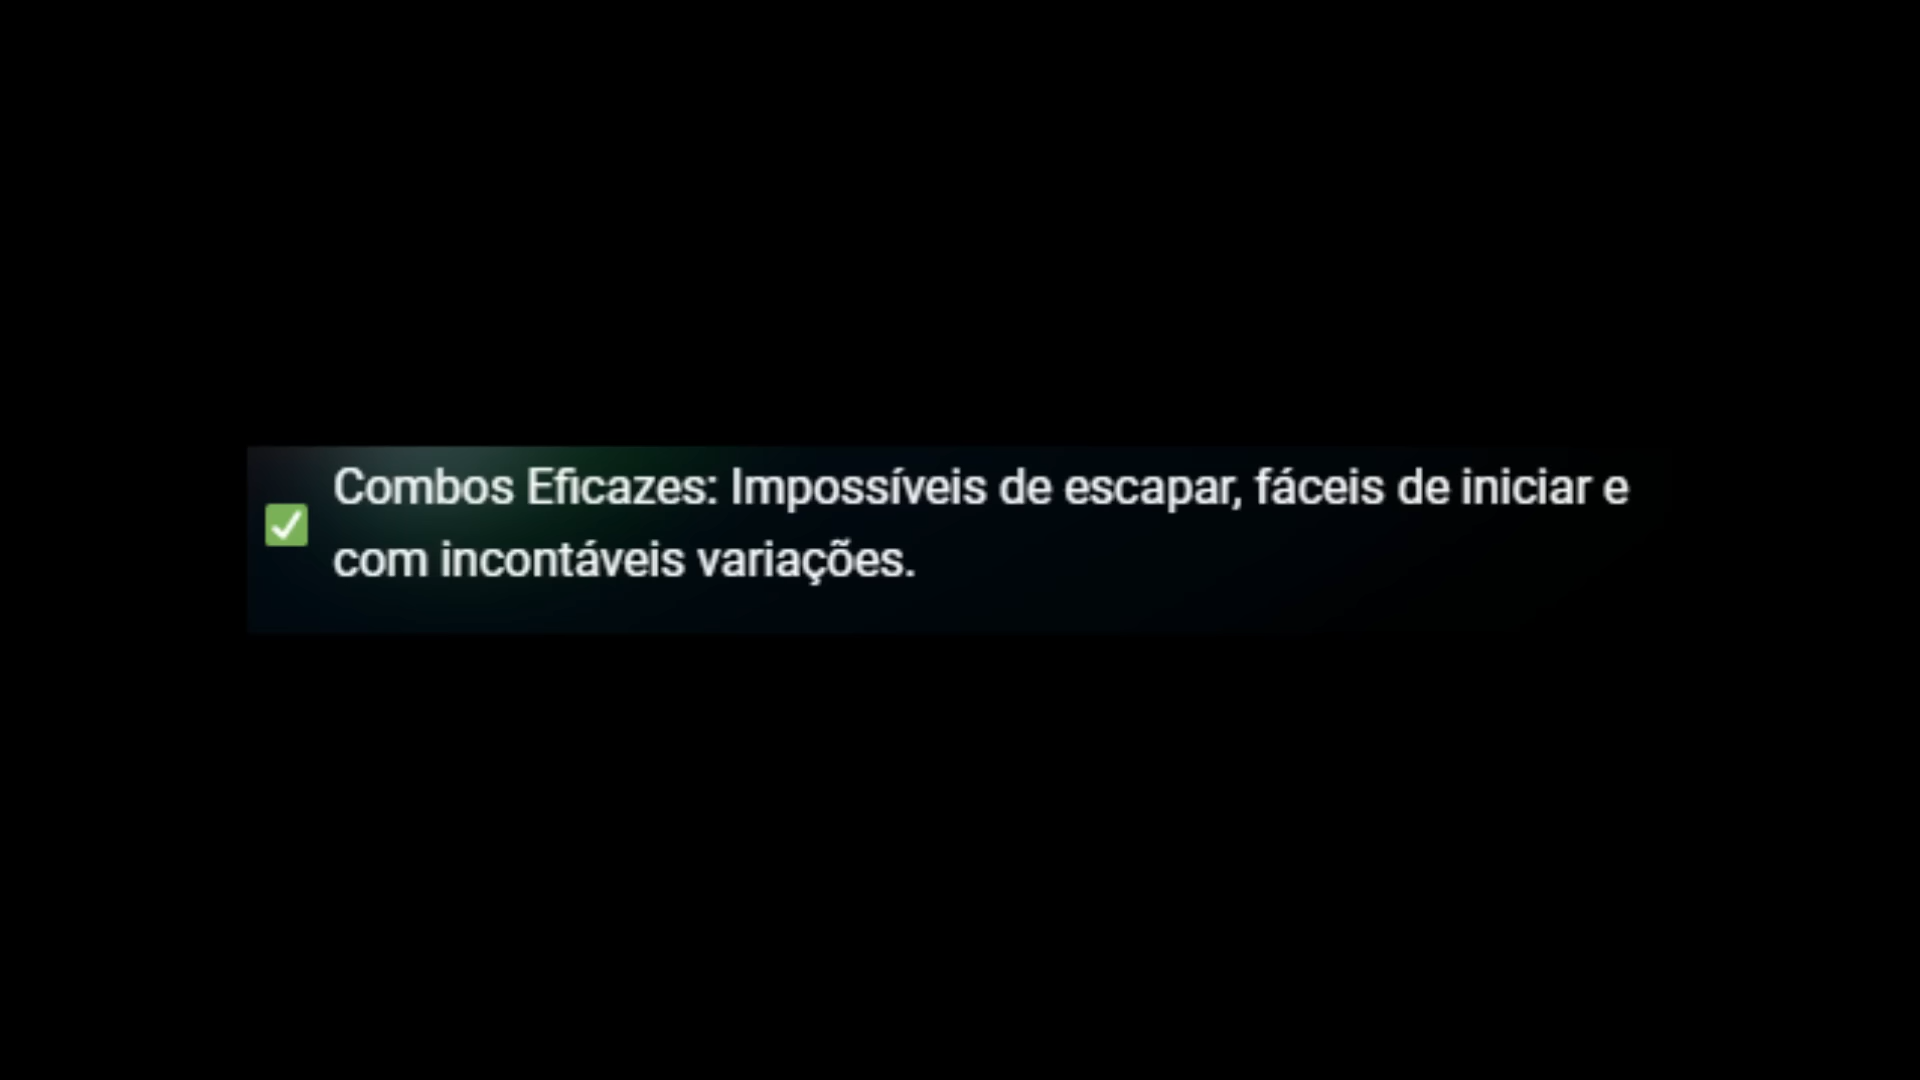 ✅ Combos Eficazes: Impossíveis de escapar, fáceis de iniciar e
com incontáveis variações.